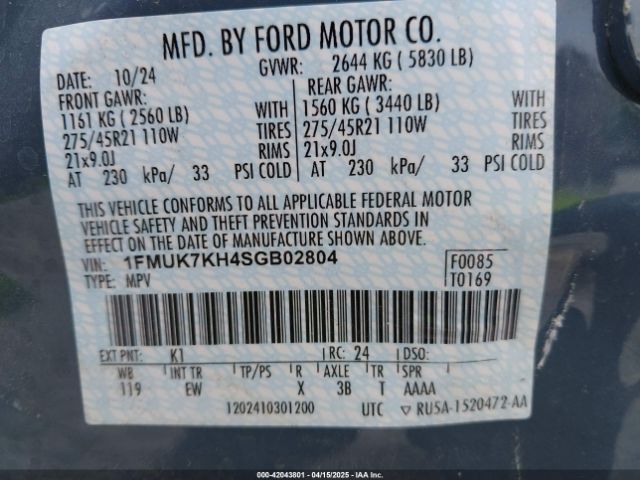 MFD. BY FORD MOTOR CO.
DATE: 10/24 GVWR: 2644 KG ( 5830 LB)
FRONT GAWR: REAR GAWR:
1161 KG ( 2560 LB) WITH 1560 KG ( 3440 LB) WITH
275/45R21 110W TIRES 275/45R21 110W TIRES
21x9.0J RIMS 21x9.0J RIMS
AT 230 kPa/ 33 PSI COLD AT 230 kPa/ 33 PSI COLD
THIS VEHICLE CONFORMS TO ALL APPLICABLE FEDERAL MOTOR
VEHICLE SAFETY AND THEFT PREVENTION STANDARDS IN
EFFECT ON THE DATE OF MANUFACTURE SHOWN ABOVE.
VIN: 1FMUK7KH4SGB02804 F0085
TYPE: MPV T0169
EXT PNT: K1 RC: 24 DSO:
WB INT TR TP/PS R AXLE TR SPR
119 EW X 3B T AAAA
1202410301200 UTC ▽ RU5A-1520472-AA
000-42043801 - 04/15/2025 - IAAI.COM